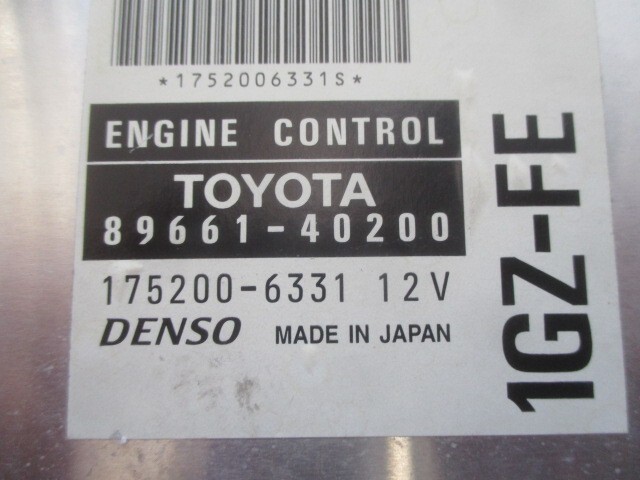 *1752006331S*
ENGINE CONTROL
TOYOTA
89661-40200
175200-6331 12V
DENSO MADE IN JAPAN
1GZ-FE